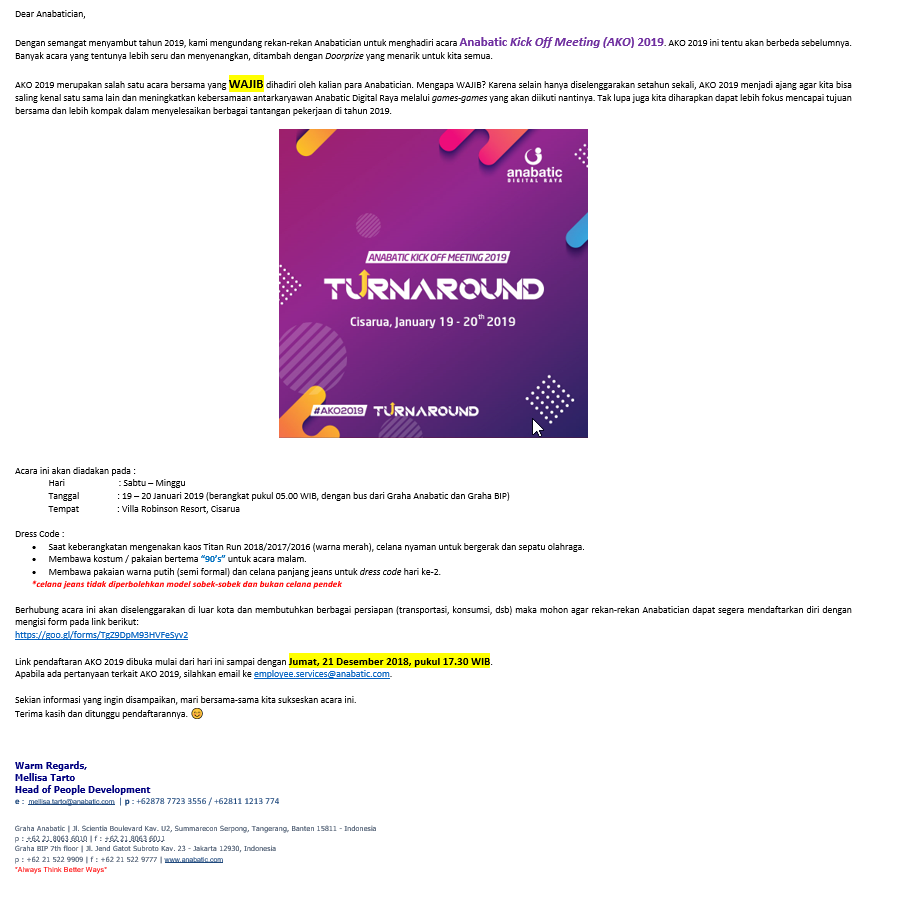 Dear Anabatician,
Dengan semangat menyambut tahun 2019, kami mengundang rekan-rekan Anabatician untuk menghadiri acara Anabatic Kick Off Meeting (AKO) 2019. AKO 2019 ini tentu akan berbeda sebelumnya.
Banyak acara yang tentunya lebih seru dan menyenangkan, ditambah dengan Doorprize yang menarik untuk kita semua.
AKO 2019 merupakan salah satu acara bersama yang WAJIB dihadiri oleh kalian para Anabatician. Mengapa WAJIB? Karena selain hanya diselenggarakan setahun sekali, AKO 2019 menjadi ajang agar kita bisa
saling kenal satu sama lain dan meningkatkan kebersamaan antarkaryawan Anabatic Digital Raya melalui games-games yang akan diikuti nantinya. Tak lupa juga kita diharapkan dapat lebih fokus mencapai tujuan
bersama dan lebih kompak dalam menyelesaikan berbagai tantangan pekerjaan di tahun 2019.
anabatic
DIGITAL RAYA
ANABATIC KICK OFF MEETING 2019
TURNAROUND
Cisarua, January 19 - 20th 2019
#AKO2019 TURNAROUND
Acara ini akan diadakan pada :
Hari : Sabtu – Minggu
Tanggal : 19 – 20 Januari 2019 (berangkat pukul 05.00 WIB, dengan bus dari Graha Anabatic dan Graha BIP)
Tempat : Villa Robinson Resort, Cisarua
Dress Code :
• Saat keberangkatan mengenakan kaos Titan Run 2018/2017/2016 (warna merah), celana nyaman untuk bergerak dan sepatu olahraga.
• Membawa kostum / pakaian bertema “90’s” untuk acara malam.
• Membawa pakaian warna putih (semi formal) dan celana panjang jeans untuk dress code hari ke-2.
*celana jeans tidak diperbolehkan model sobek-sobek dan bukan celana pendek
Berhubung acara ini akan diselenggarakan di luar kota dan membutuhkan berbagai persiapan (transportasi, konsumsi, dsb) maka mohon agar rekan-rekan Anabatician dapat segera mendaftarkan diri dengan
mengisi form pada link berikut:
https://goo.gl/forms/TgZ9DpM93HVFeSyv2
Link pendaftaran AKO 2019 dibuka mulai dari hari ini sampai dengan Jumat, 21 Desember 2018, pukul 17.30 WIB.
Apabila ada pertanyaan terkait AKO 2019, silahkan email ke employee.services@anabatic.com.
Sekian informasi yang ingin disampaikan, mari bersama-sama kita sukseskan acara ini.
Terima kasih dan ditunggu pendaftarannya. 😊
Warm Regards,
Mellisa Tarto
Head of People Development
e : mellisa.tarto@anabatic.com | p : +62878 7723 3556 / +62811 1213 774
Graha Anabatic | Jl. Scientia Boulevard Kav. U2, Summarecon Serpong, Tangerang, Banten 15811 - Indonesia
p : +62 21 8063 6010 | f : +62 21 8063 6011
Graha BIP 7th floor | Jl. Jend Gatot Subroto Kav. 23 - Jakarta 12930, Indonesia
p : +62 21 522 9909 | f : +62 21 522 9777 | www.anabatic.com
"Always Think Better Ways"